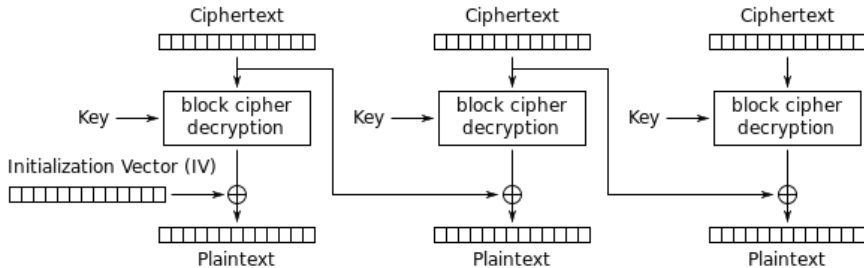 Ciphertext Ciphertext Ciphertext
Key block cipher decryption Key block cipher decryption Key block cipher decryption
Initialization Vector (IV)
Plaintext Plaintext Plaintext